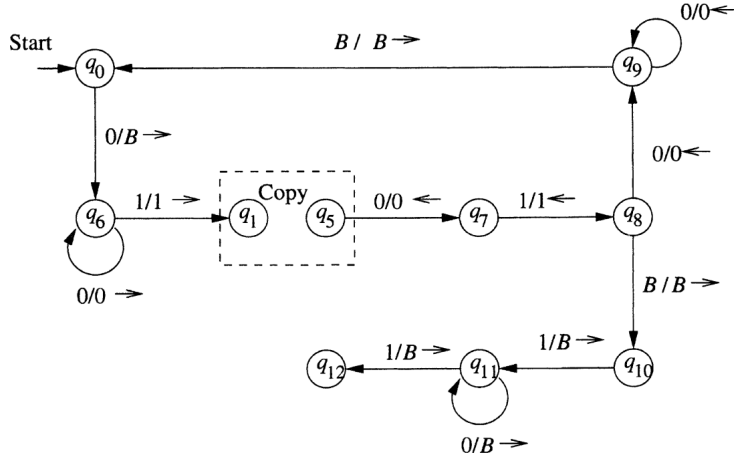 0/0 ←
Start
B / B →
q0
q9
0/B →
0/0 ←
Copy
1/1 →
0/0 ←
1/1 ←
q6
q1
q5
q7
q8
0/0 →
B / B →
1/B →
1/B →
q12
q11
q10
0/B →